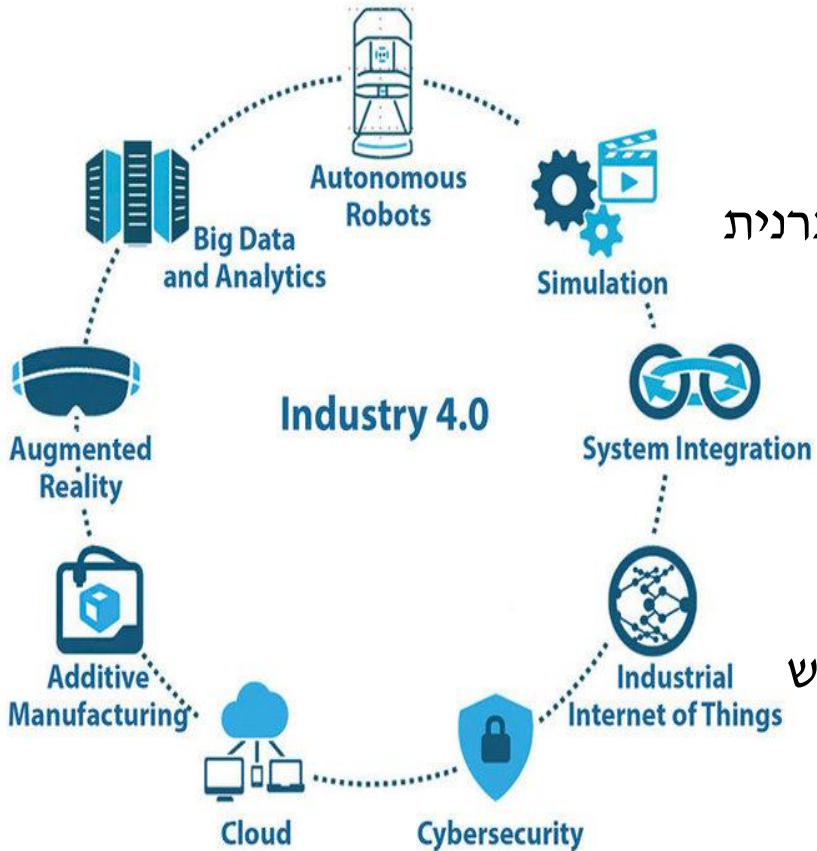 Autonomous
Robots
Big Data
and Analytics
Simulation
Augmented
Reality
Industry 4.0
System Integration
Additive
Manufacturing
Industrial
Internet of Things
Cloud
Cybersecurity